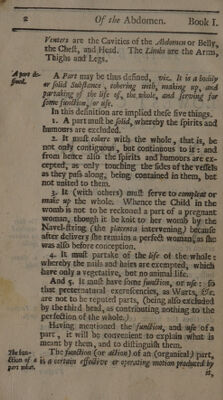 2 Of the Abdomen. Book I.
Venters are the Cavities of the Abdomen or Belly,
the Chest, and Head. The Limbs are the Arms,
Thighs and Legs.
A part de-
fined.
A Part may be thus defined, viz. It is a bodily
or solid Substance, cohering with, making up, and
partaking of the life of, the whole, and serving for
some function, or use.
In this definition are implied these five things.
1. A part must be solid, whereby the spirits and
humours are excluded.
2. It must cohere with the whole, that is, be
not only contiguous, but continuous to it: and
from hence also the spirits and humours are ex-
cepted, as only touching the sides of the vessels
as they pass along, being contained in them, but
not united to them.
3. It (with others) must serve to compleat or
make up the whole. Whence the Child in the
womb is not to be reckoned a part of a pregnant
woman, though it be knit to her womb by the
Navel-string (the placenta intervening) because
after delivery she remains a perfect woman, as she
was also before conception.
4. It must partake of the life of the whole:
whereby the nails and hairs are excepted, which
have only a vegetative, but no animal life.
And 5. it must have some function, or use: so
that preternatural excrescencies, as Warts, &c.
are not to be reputed parts, (being also excluded
by the third head, as contributing nothing to the
perfection of the whole.)
Having mentioned the function, and use of a
part, it will be convenient to explain what is
meant by them, and to distinguish them.
The func-
tion of a
part what.
The function (or action) of an (organical) part,
is a certain effective or operating motion produced by
it,